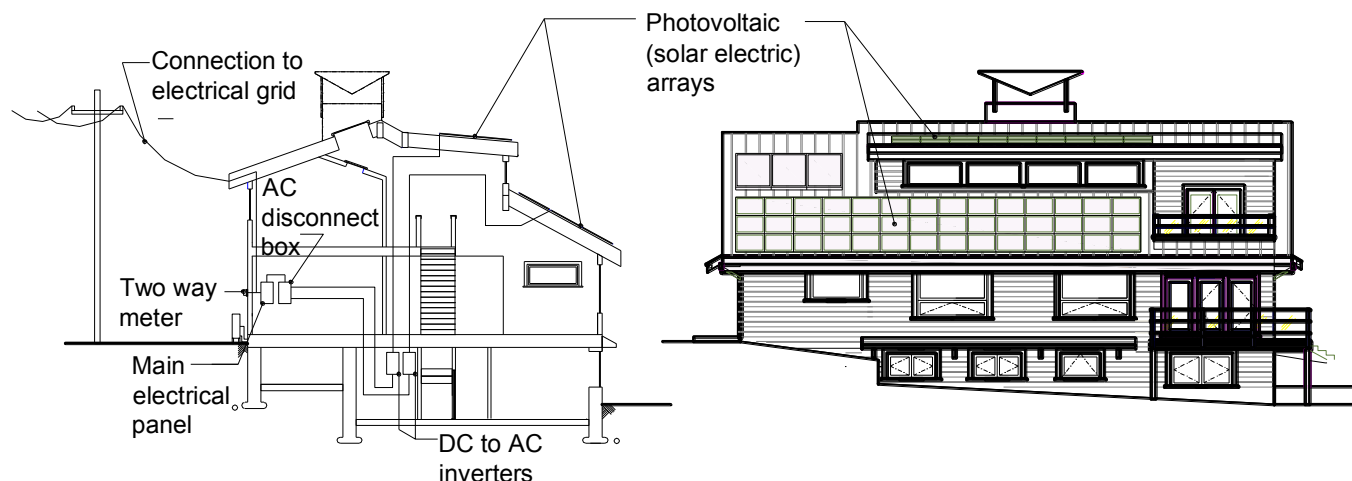 Photovoltaic
(solar electric)
arrays
Connection to
electrical grid
AC
disconnect
box
Two way
meter
Main
electrical
panel
DC to AC
inverters